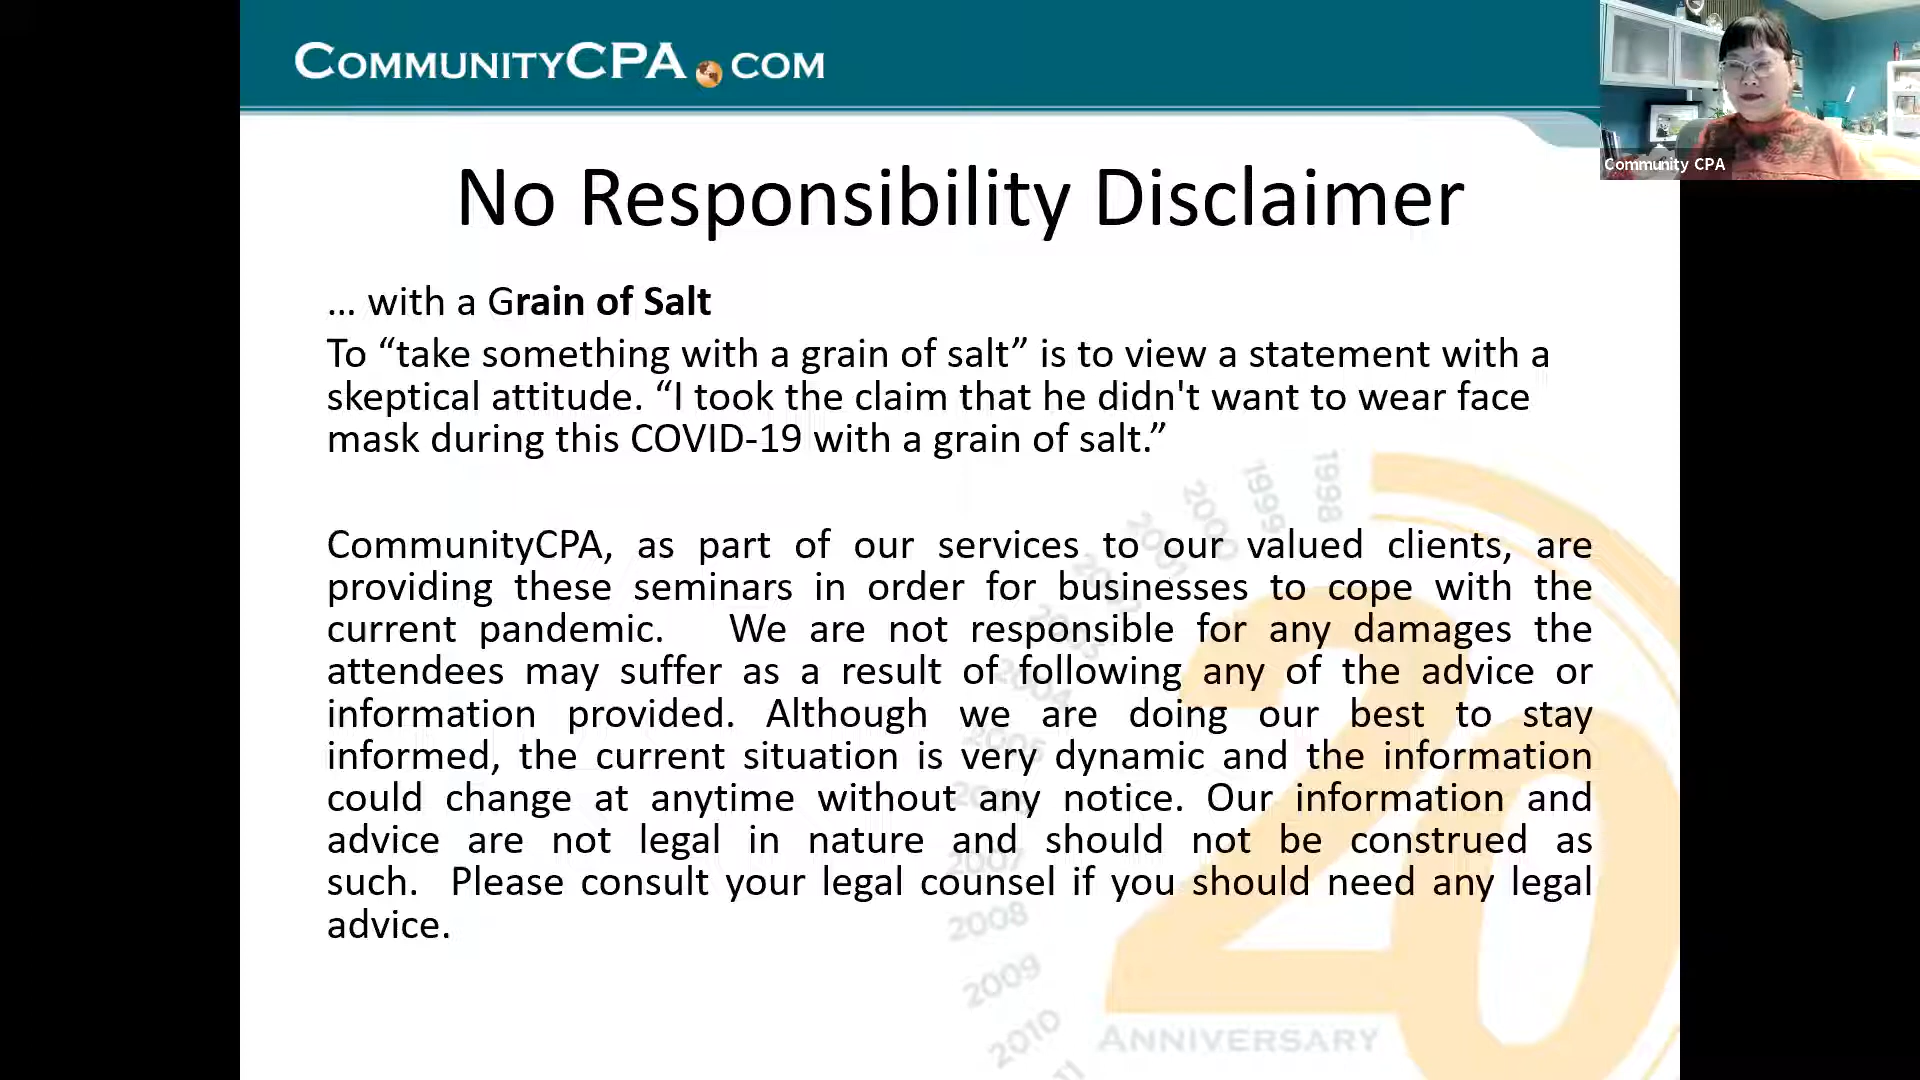 COMMUNITYCPA.COM
Community CPA
No Responsibility Disclaimer
... with a Grain of Salt
To “take something with a grain of salt” is to view a statement with a
skeptical attitude. “I took the claim that he didn't want to wear face
mask during this COVID-19 with a grain of salt.”
CommunityCPA, as part of our services to our valued clients, are
providing these seminars in order for businesses to cope with the
current pandemic. We are not responsible for any damages the
attendees may suffer as a result of following any of the advice or
information provided. Although we are doing our best to stay
informed, the current situation is very dynamic and the information
could change at anytime without any notice. Our information and
advice are not legal in nature and should not be construed as
such. Please consult your legal counsel if you should need any legal
advice.
1998
1999
2000
2004
2007
2008
2009
2010
20
ANNIVERSARY